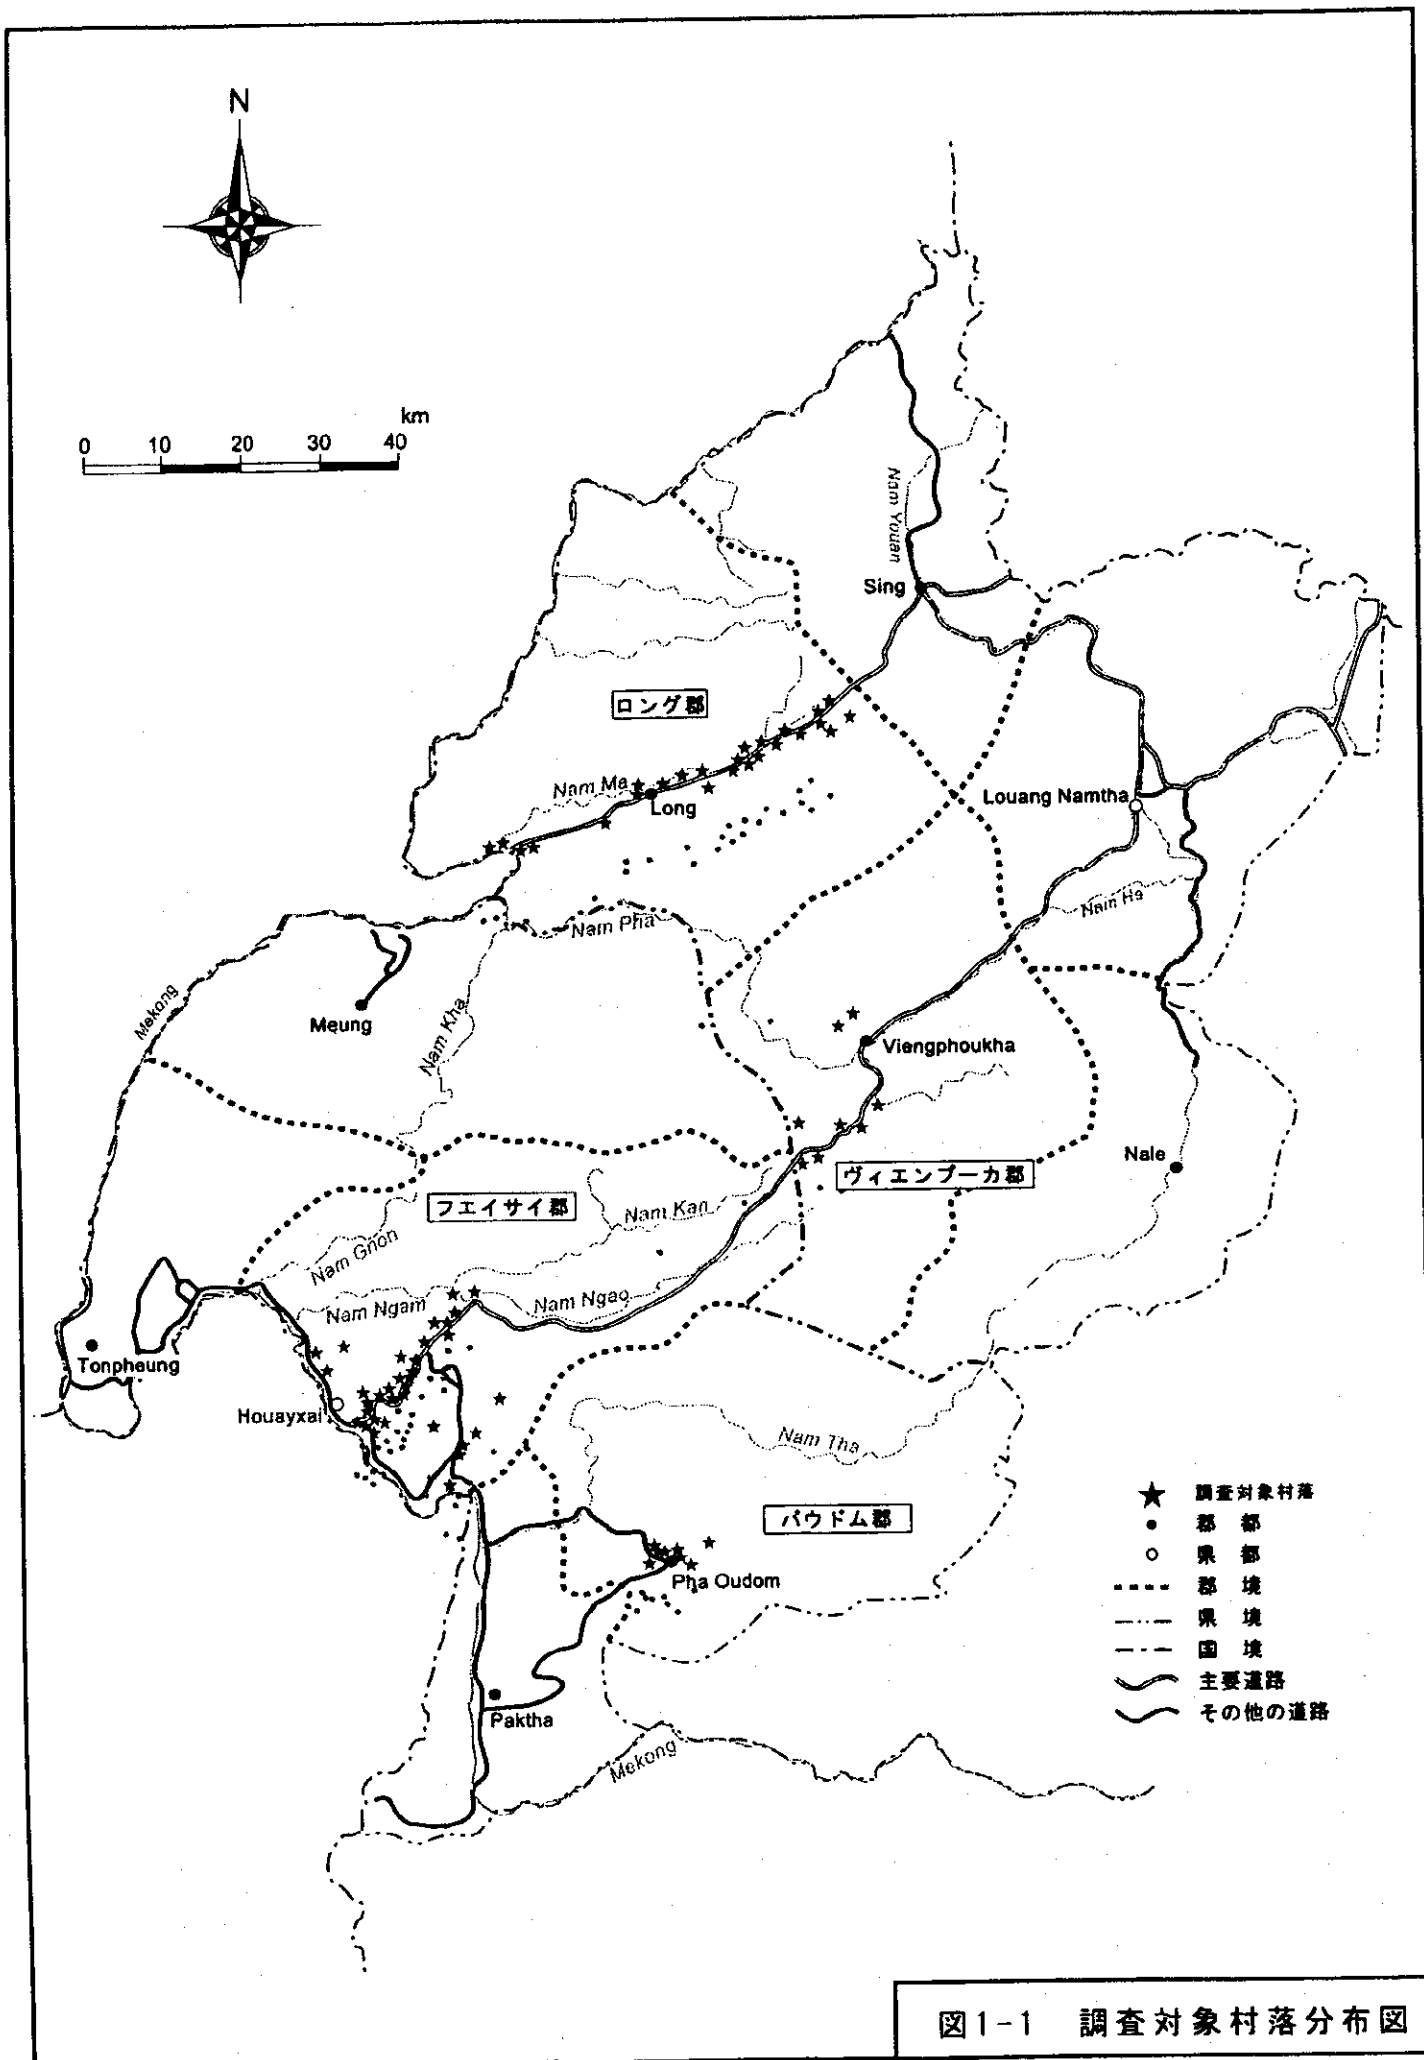 N
km
0 10 20 30 40
Nam Youan
Sing
ロング郡
Nam Ma
Long
Louang Namtha
Nam Ha
Nam Pha
Mekong
Meung
Nam Kha
Viengphoukha
Nale
ヴィエンプーカ郡
フエイサイ郡
Nam Kan
Nam Gnon
Nam Ngam
Nam Ngao
Tonpheung
Houayxai
Nam Tha
パウドム郡
Pha Oudom
Paktha
Mekong
調査対象村落
郡 都
県 都
郡 境
県 境
国 境
主要道路
その他の道路
図1-1 調査対象村落分布図